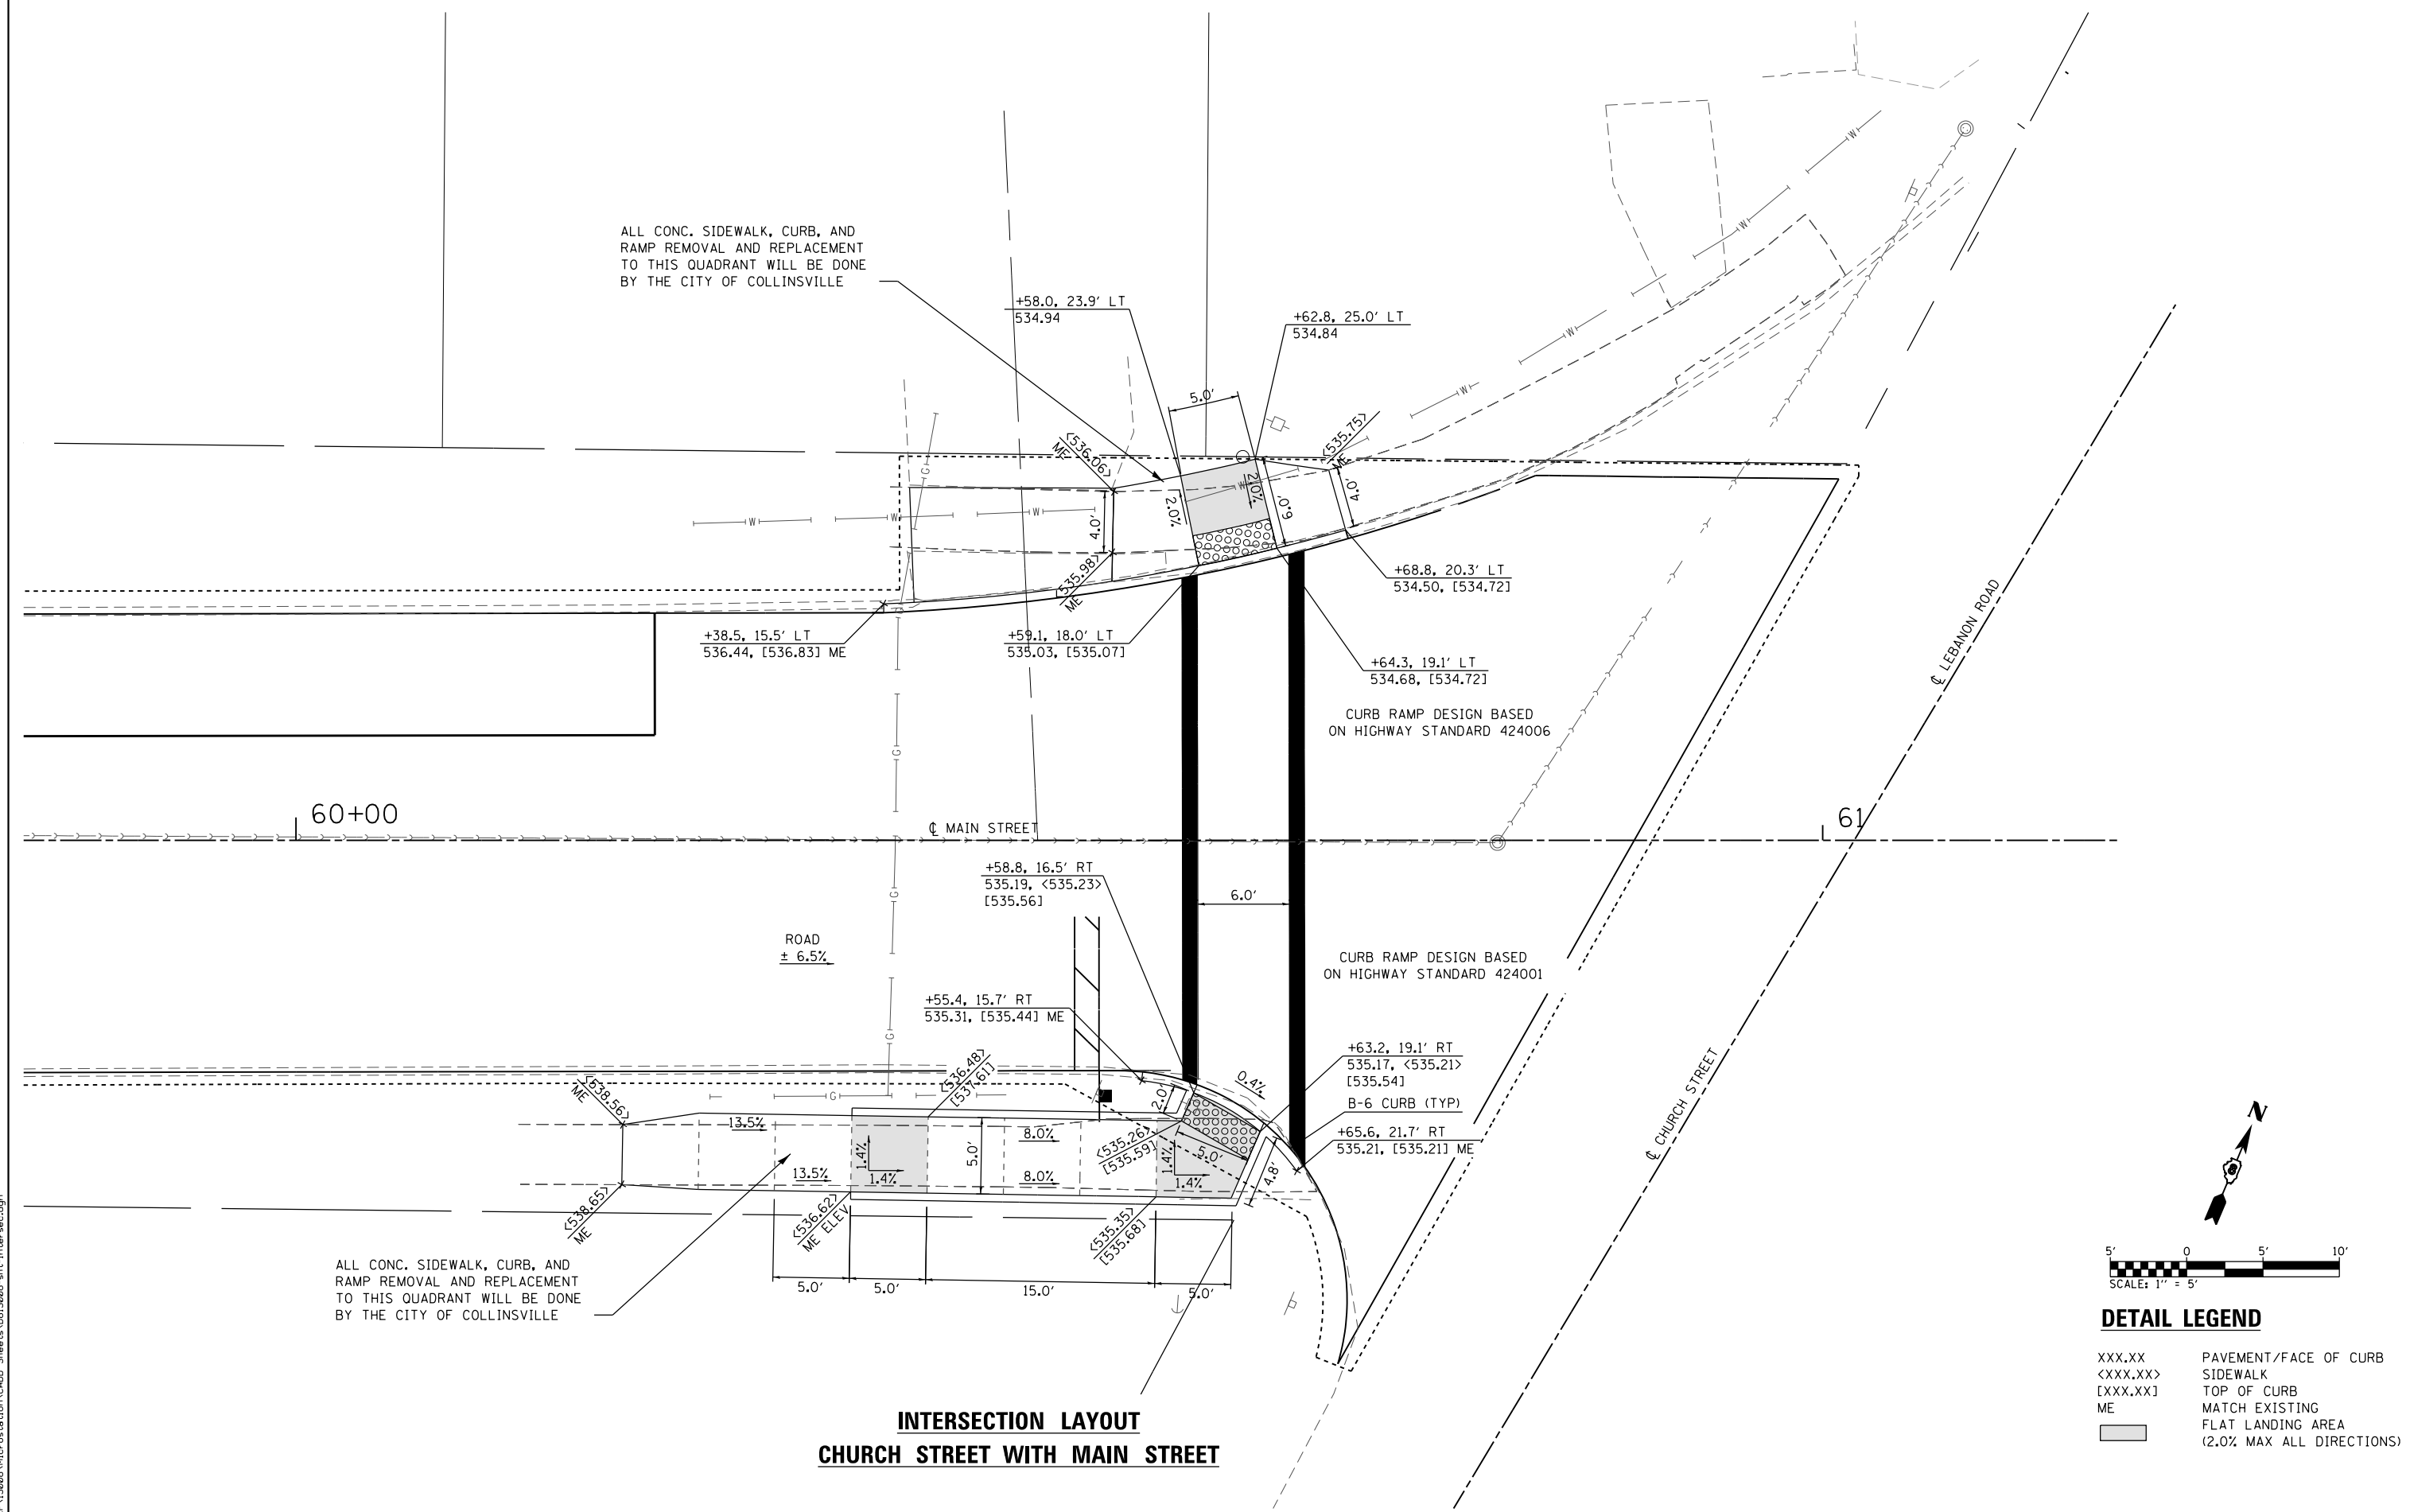 ALL CONC. SIDEWALK, CURB, AND
RAMP REMOVAL AND REPLACEMENT
TO THIS QUADRANT WILL BE DONE
BY THE CITY OF COLLINSVILLE
+58.0, 23.9' LT
534.94
+62.8, 25.0' LT
534.84
5.0'
<536.06>
ME
<535.75>
ME
2.0%
2.0%
6.0'
4.0'
4.0'
[535.98]
ME
W
W
W
W
W
W
W
W
G
+38.5, 15.5' LT
536.44, [536.83] ME
+59.1, 18.0' LT
535.03, [535.07]
+68.8, 20.3' LT
534.50, [534.72]
+64.3, 19.1' LT
534.68, [534.72]
CURB RAMP DESIGN BASED
ON HIGHWAY STANDARD 424006
℄ LEBANON ROAD
G
G
60+00
℄ MAIN STREET
61
+58.8, 16.5' RT
535.19, <535.23>
[535.56]
6.0'
G
ROAD
± 6.5%
CURB RAMP DESIGN BASED
ON HIGHWAY STANDARD 424001
+55.4, 15.7' RT
535.31, [535.44] ME
G
+63.2, 19.1' RT
535.17, <535.21>
[535.54]
B-6 CURB (TYP)
+65.6, 21.7' RT
535.21, [535.21] ME
℄ CHURCH STREET
<538.56>
ME
<536.48>
[537.61]
G
2.0'
0.4%
13.5%
13.5%
1.4%
1.4%
5.0'
8.0%
8.0%
<535.26>
[535.59]
5.0'
1.4%
1.4%
4.8'
<538.65>
ME
<536.62>
ME ELEV
<535.35>
[535.68]
5.0'
5.0'
15.0'
5.0'
ALL CONC. SIDEWALK, CURB, AND
RAMP REMOVAL AND REPLACEMENT
TO THIS QUADRANT WILL BE DONE
BY THE CITY OF COLLINSVILLE
N
5' 0 5' 10'
SCALE: 1" = 5'
DETAIL LEGEND
XXX.XX PAVEMENT/FACE OF CURB
<XXX.XX> SIDEWALK
[XXX.XX] TOP OF CURB
ME MATCH EXISTING
FLAT LANDING AREA
(2.0% MAX ALL DIRECTIONS)
INTERSECTION LAYOUT
CHURCH STREET WITH MAIN STREET